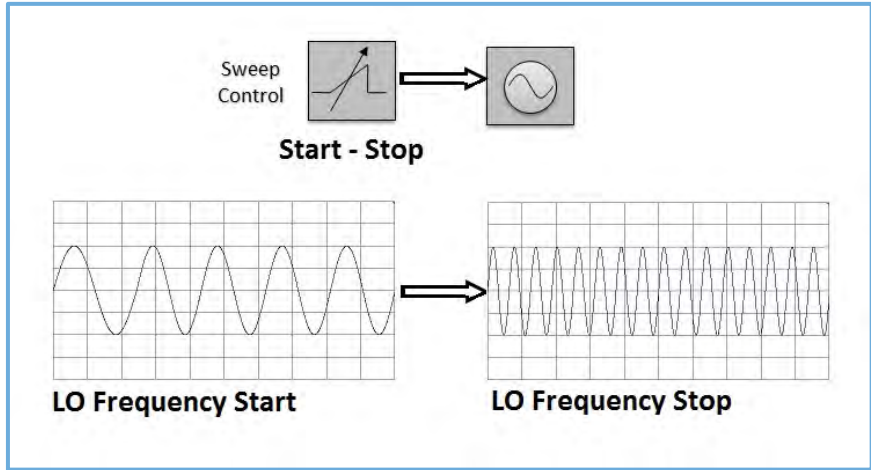 Sweep
Control
Start - Stop
LO Frequency Start
LO Frequency Stop